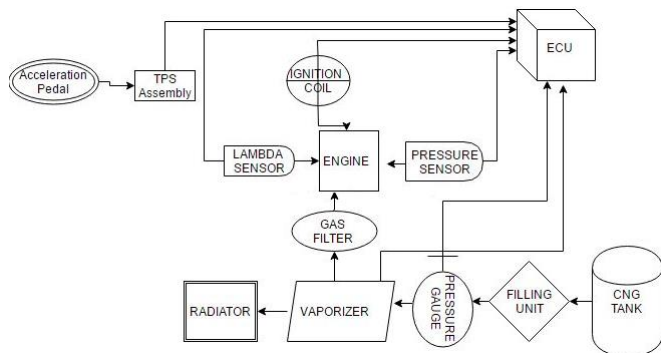 ECU
IGNITION
COIL
Acceleration
Pedal
TPS
Assembly
LAMBDA
SENSOR
ENGINE
PRESSURE
SENSOR
GAS
FILTER
RADIATOR
VAPORIZER
PRESSURE
GAUGE
FILLING
UNIT
CNG
TANK